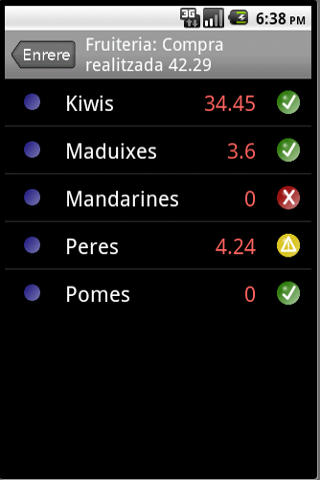 3G 6:38 PM
Enrere
Fruiteria: Compra
realitzada 42.29
Kiwis 34.45
Maduixes 3.6
Mandarines 0
Peres 4.24
Pomes 0